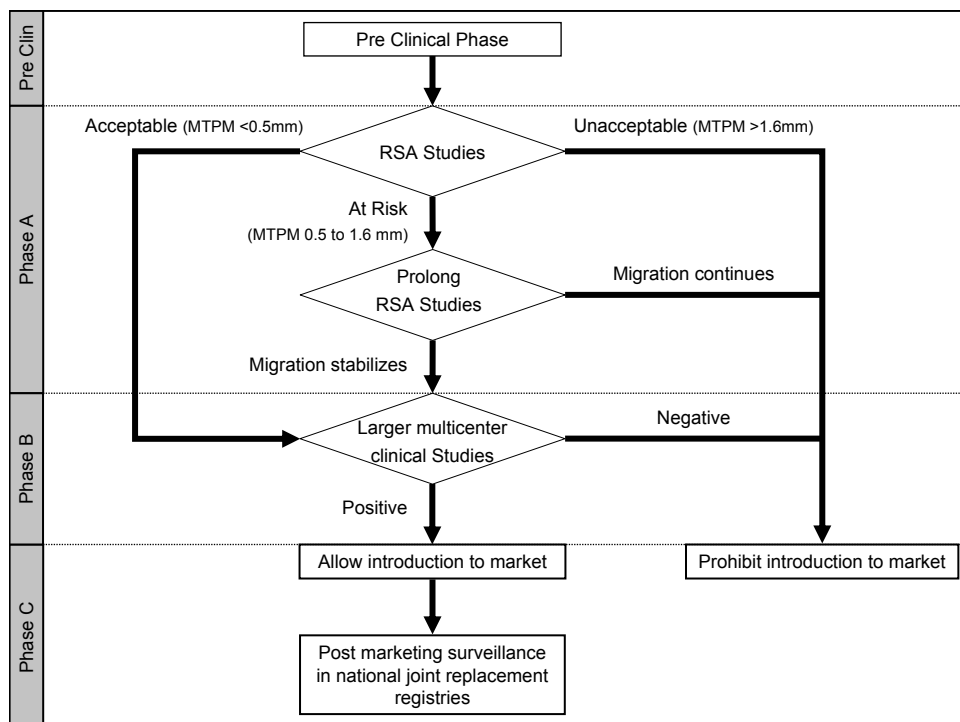 Pre Clin
Pre Clinical Phase
Phase A
Acceptable (MTPM <0.5mm)
Unacceptable (MTPM >1.6mm)
RSA Studies
At Risk
(MTPM 0.5 to 1.6 mm)
Prolong
RSA Studies
Migration continues
Migration stabilizes
Phase B
Larger multicenter
clinical Studies
Negative
Positive
Phase C
Allow introduction to market
Prohibit introduction to market
Post marketing surveillance
in national joint replacement
registries